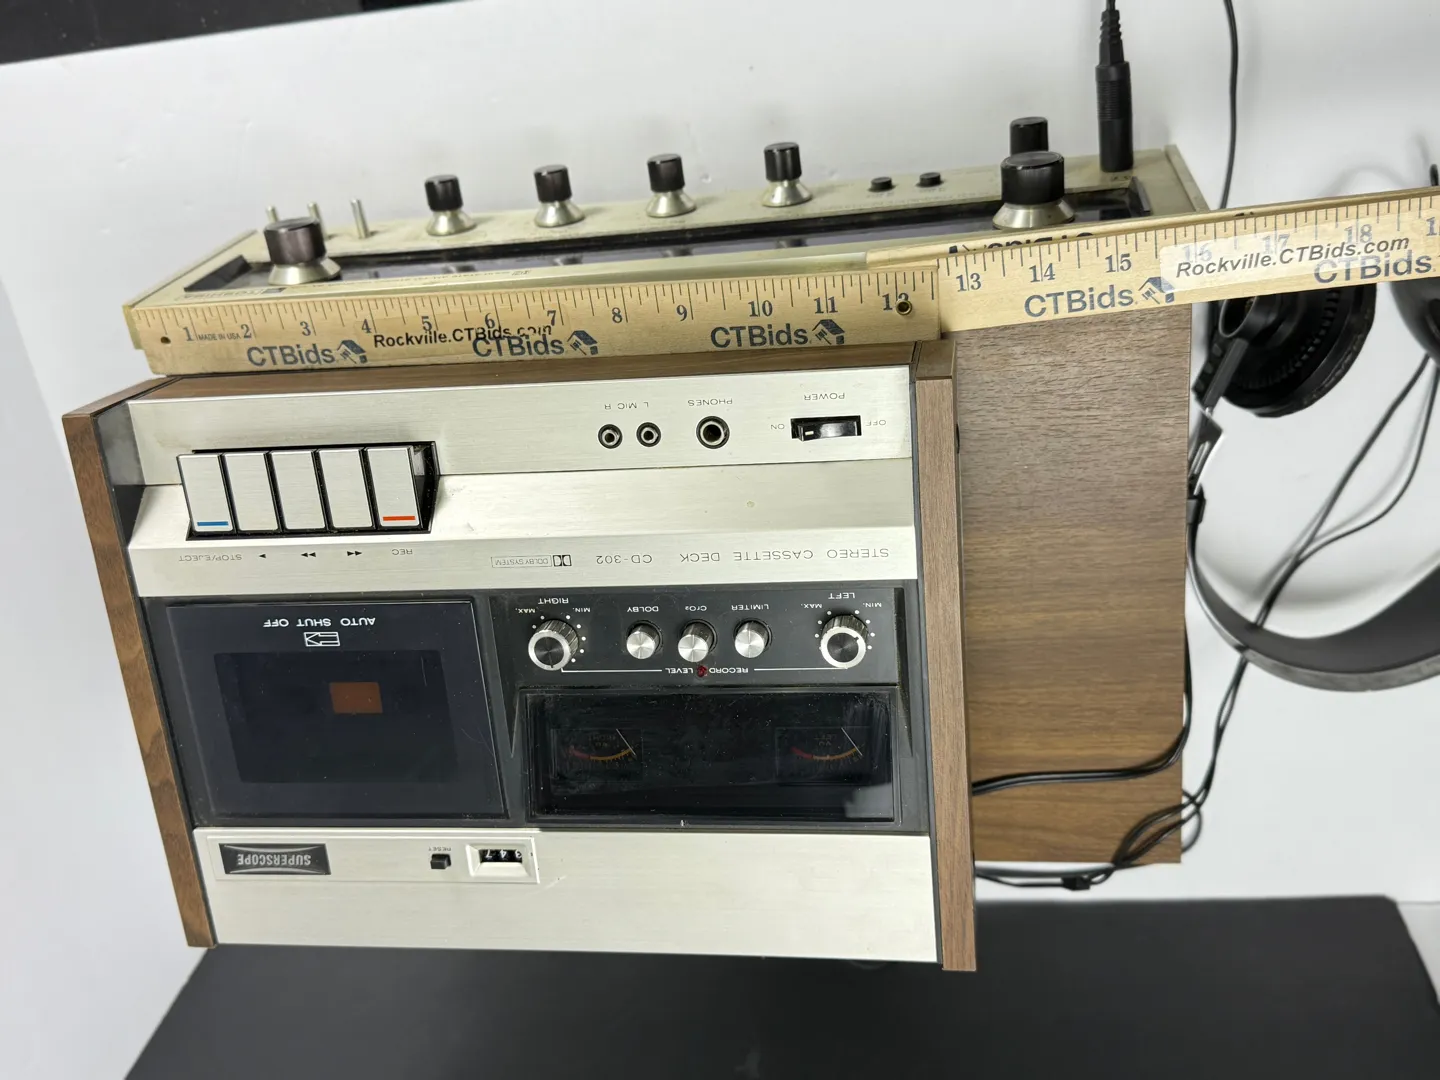 1 MADE IN USA 2 3 4 5 6 7 8 9 10 11 12
13 14 15 16 17 18
CTBids
Rockville.CTBids.com
CTBids
CTBids
CTBids
Rockville.CTBids.com
CTBids
POWER
OFF ON
PHONES
L MIC R
STEREO CASSETTE DECK CD-302
DOLBY SYSTEM
REC
STOP/EJECT
AUTO SHUT OFF
LEFT
MIN. MAX.
LIMITER
CrO₂
DOLBY
RIGHT
MIN. MAX.
RECORD LEVEL
LEFT
VU
VU
RESET
SUPERSCOPE